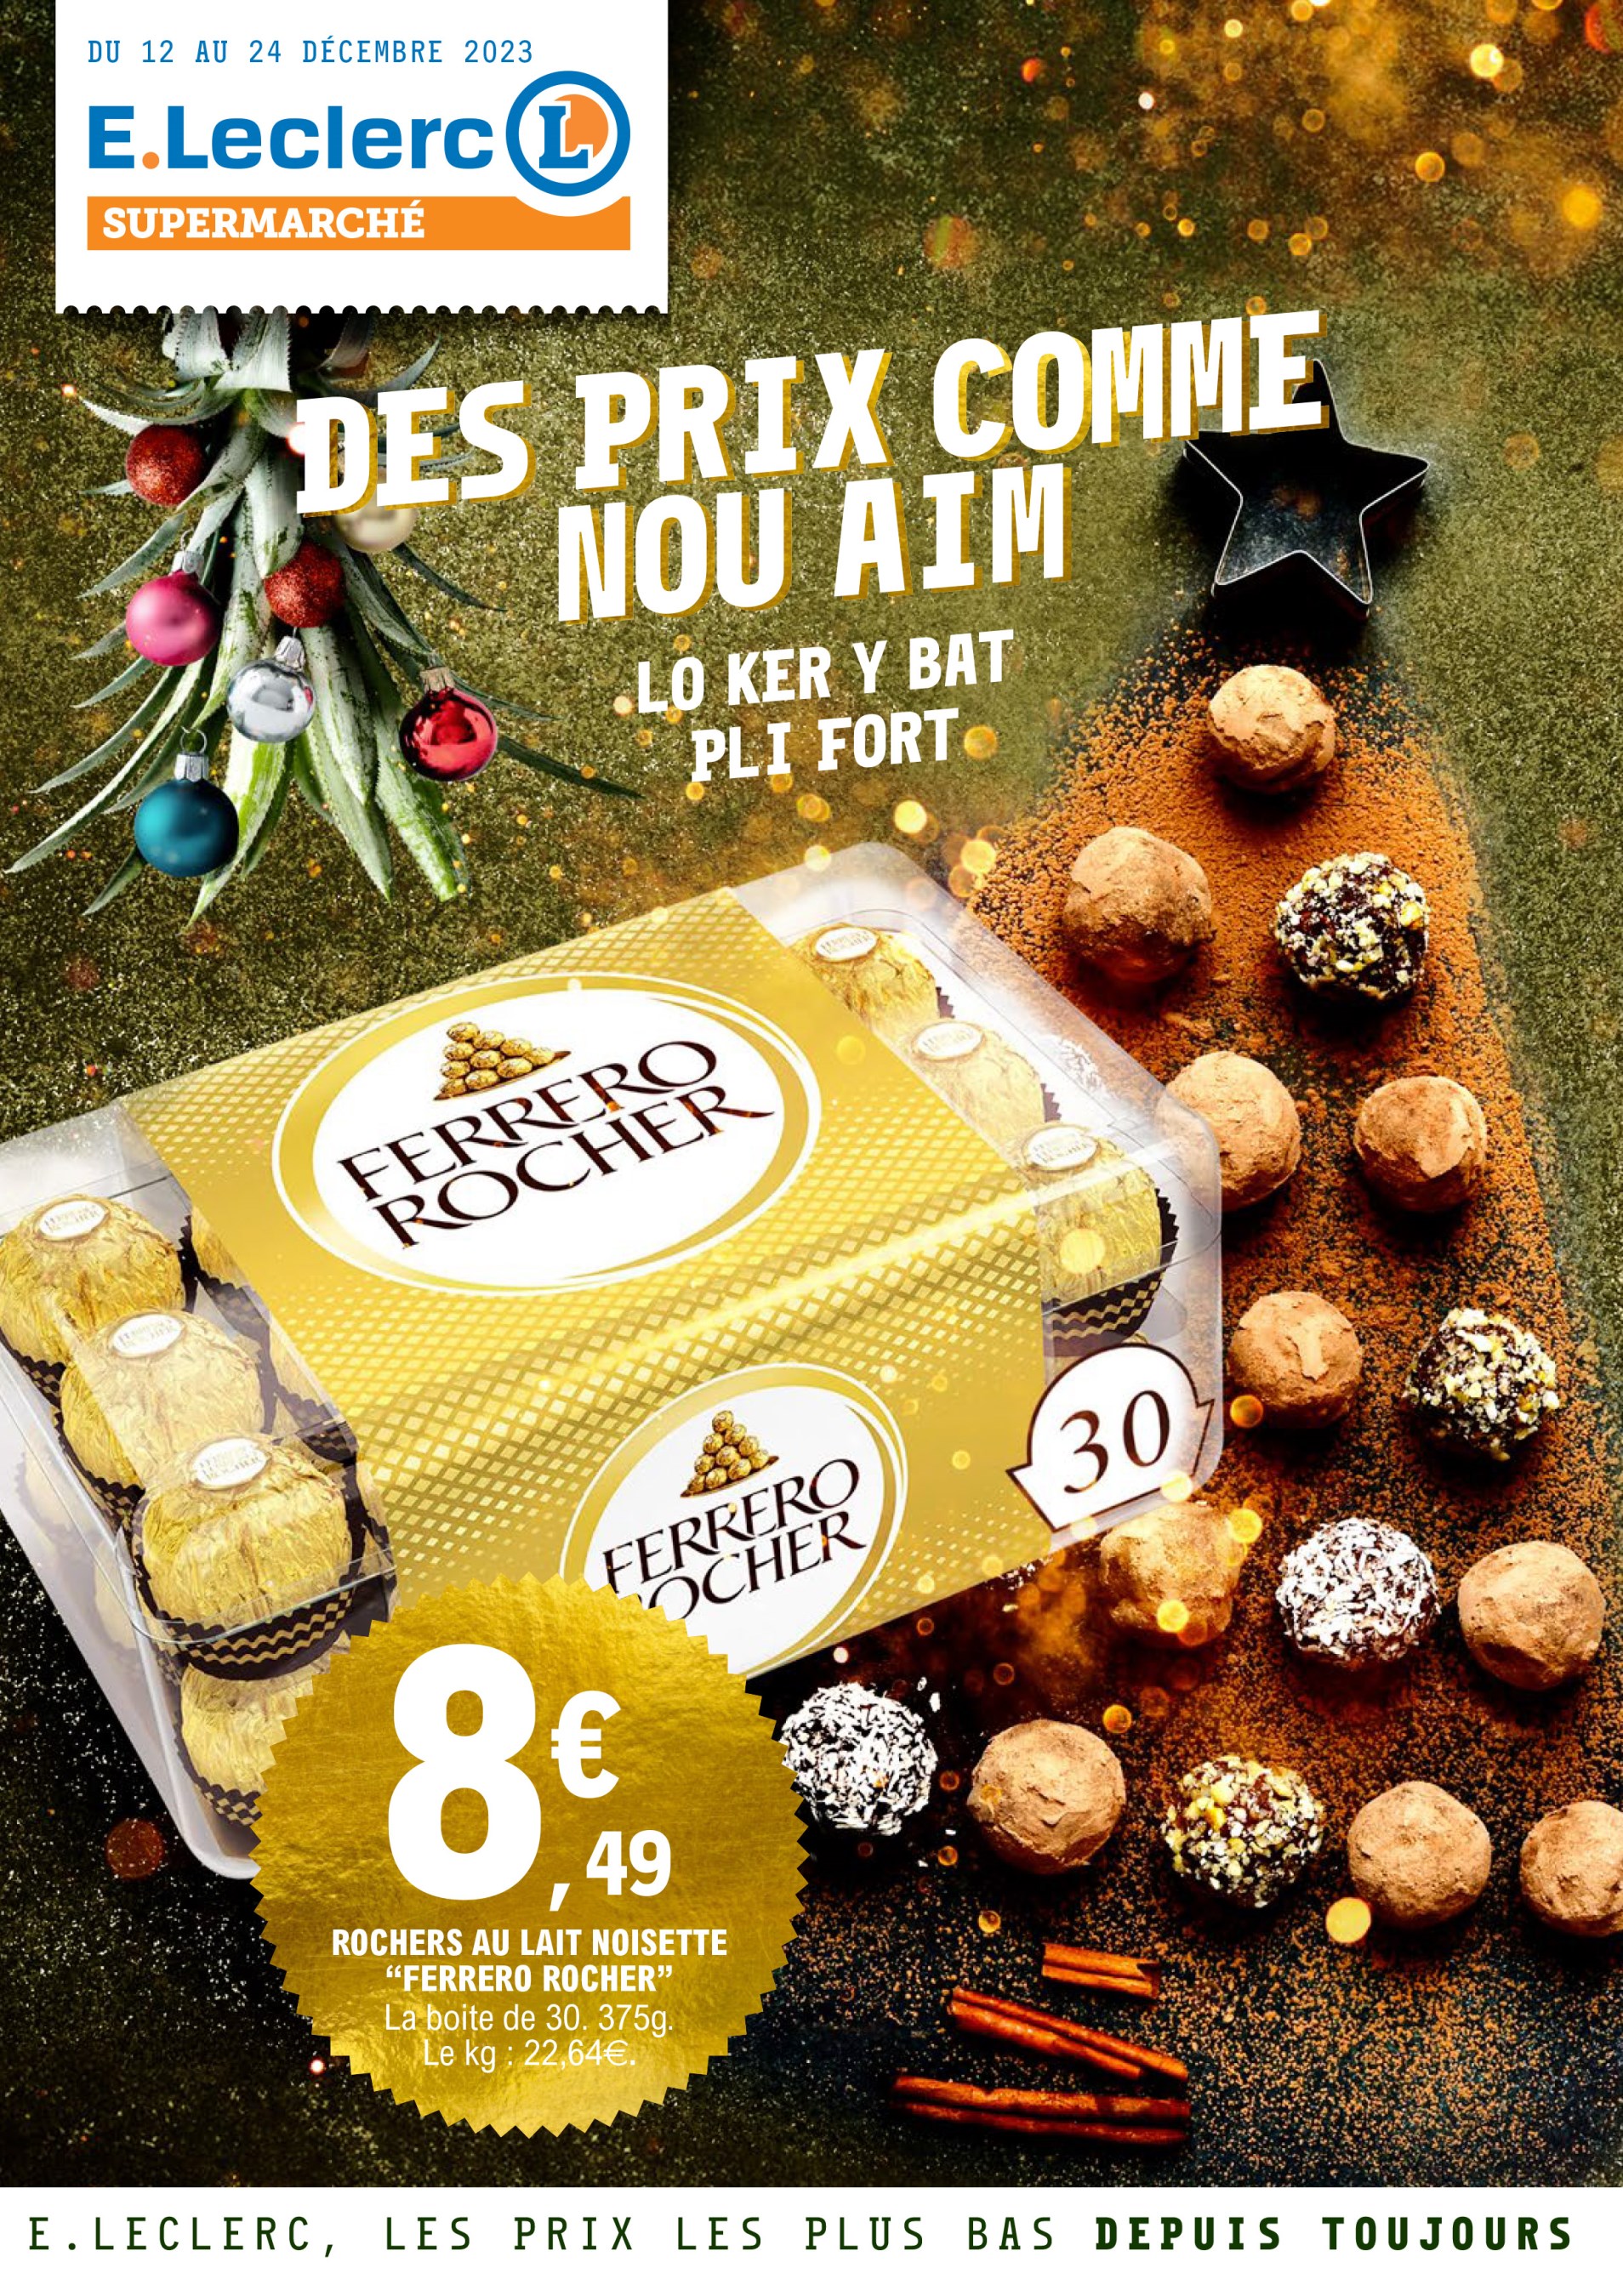 DU 12 AU 24 DÉCEMBRE 2023
E.Leclerc L
SUPERMARCHÉ
DES PRIX COMME
NOU AIM
LO KER Y BAT
PLI FORT
FERRERO
ROCHER
30
FERRERO
ROCHER
8€,49
ROCHERS AU LAIT NOISETTE
“FERRERO ROCHER”
La boite de 30. 375g.
Le kg : 22,64€.
E.LECLERC, LES PRIX LES PLUS BAS DEPUIS TOUJOURS